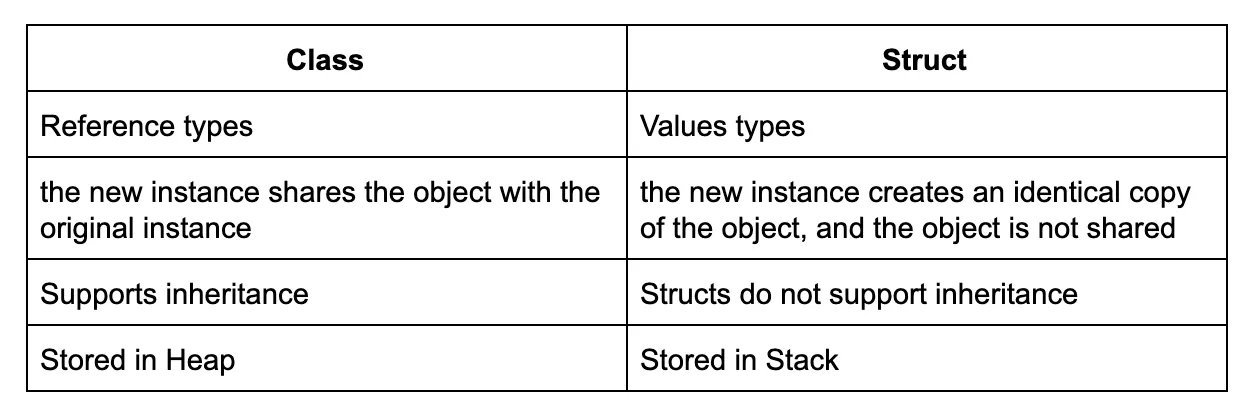 Class
Struct
Reference types
Values types
the new instance shares the object with the
original instance
the new instance creates an identical copy
of the object, and the object is not shared
Supports inheritance
Structs do not support inheritance
Stored in Heap
Stored in Stack